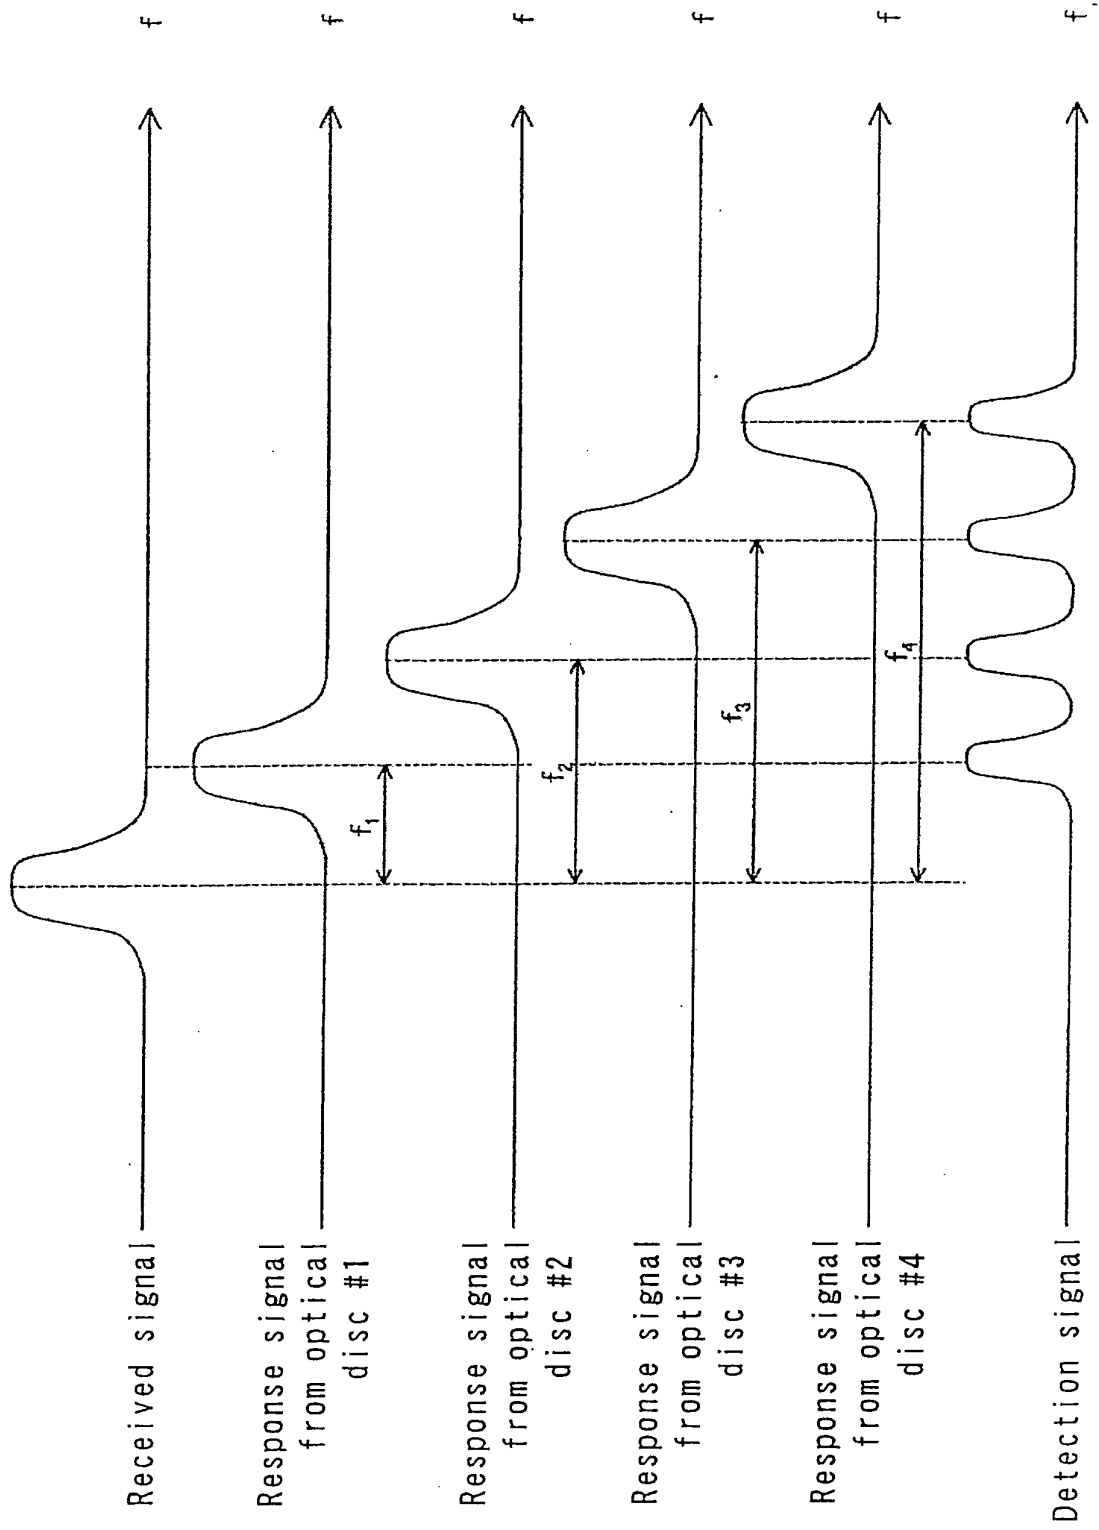 Received signal
f
Response signal
from optical
disc #1
f
f₁
Response signal
from optical
disc #2
f
f₂
Response signal
from optical
disc #3
f
f₃
Response signal
from optical
disc #4
f
f₄
Detection signal
f